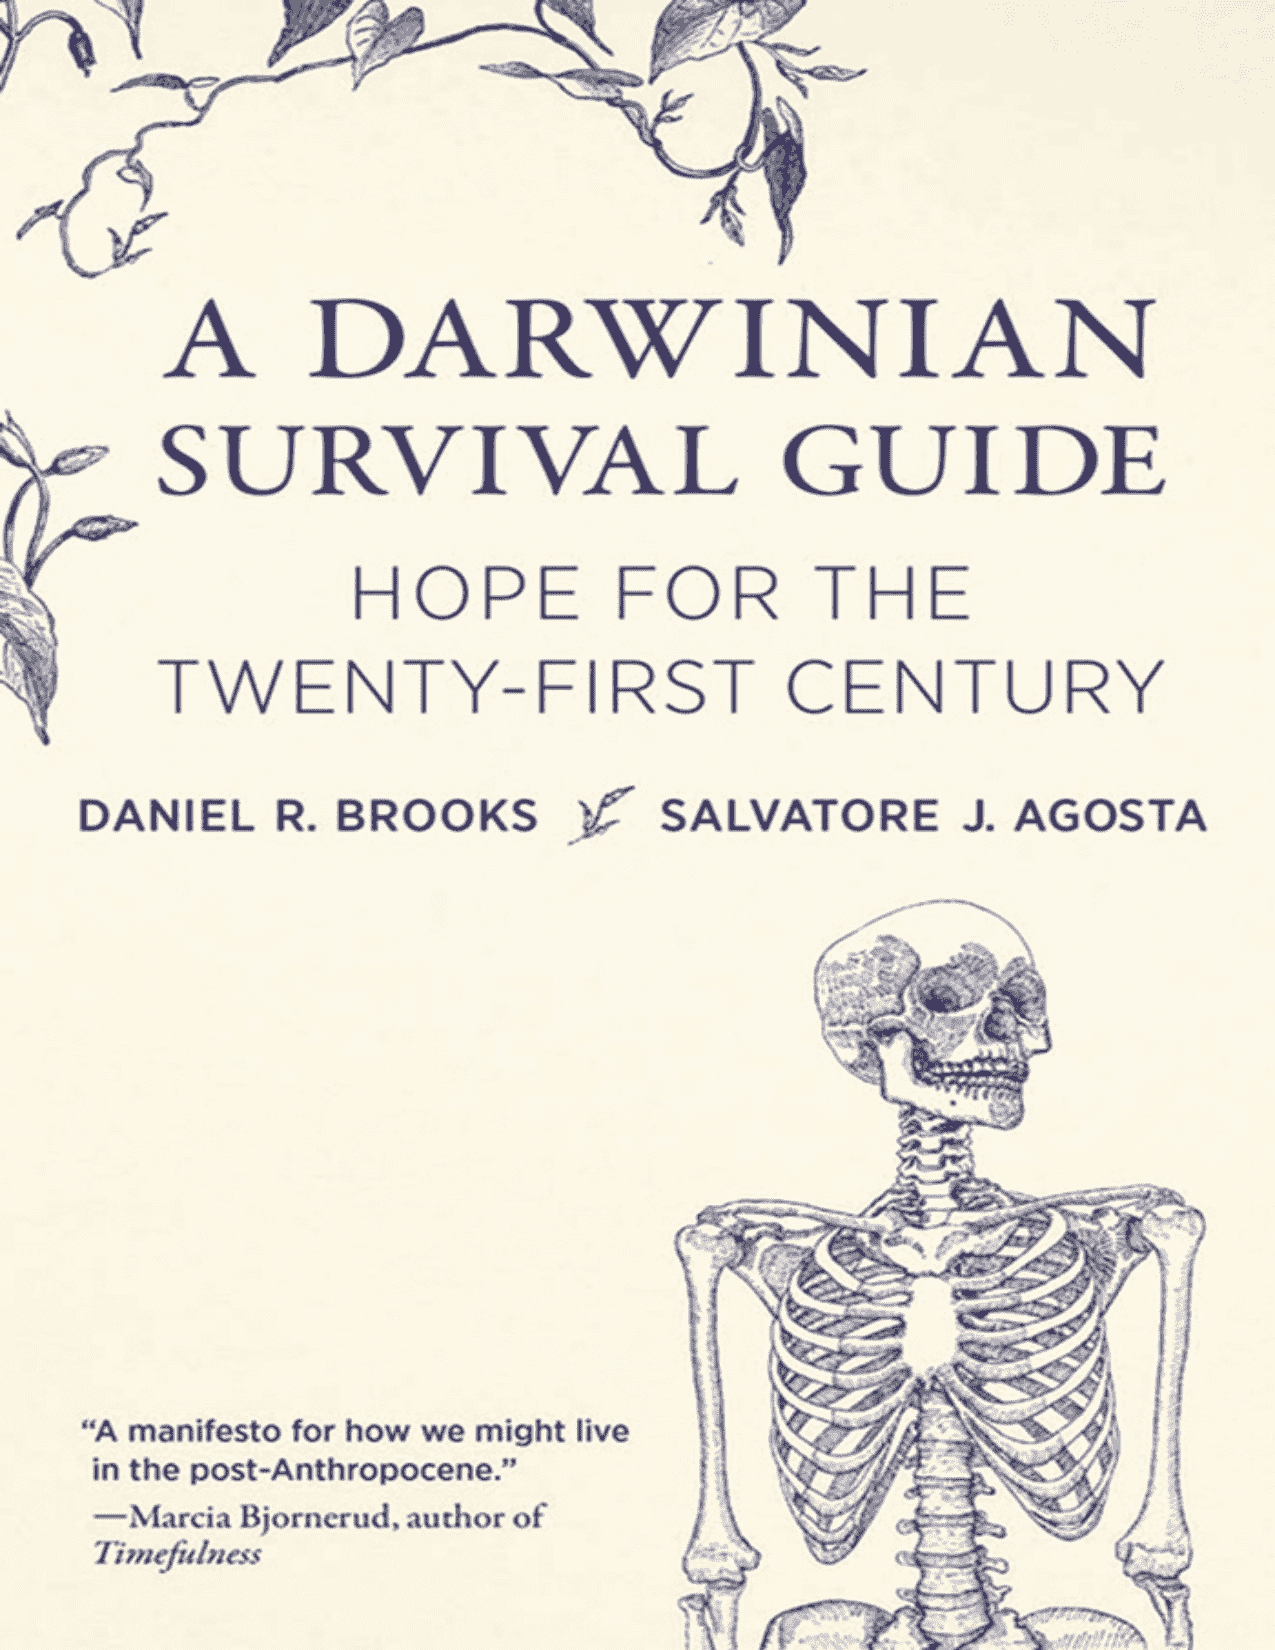 A DARWINIAN
SURVIVAL GUIDE
HOPE FOR THE
TWENTY-FIRST CENTURY
DANIEL R. BROOKS SALVATORE J. AGOSTA
“A manifesto for how we might live
in the post-Anthropocene.”
—Marcia Bjornerud, author of
Timefulness